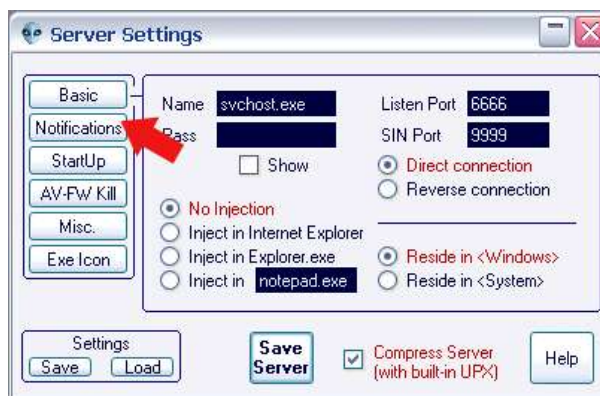 Server Settings
Basic
Notifications
StartUp
AV-FW Kill
Misc.
Exe Icon
Name svchost.exe
Pass
Show
No Injection
Inject in Internet Explorer
Inject in Explorer.exe
Inject in notepad.exe
Listen Port 6666
SIN Port 9999
Direct connection
Reverse connection
Reside in <Windows>
Reside in <System>
Settings
Save Load
Save
Server
Compress Server
(with built-in UPX)
Help